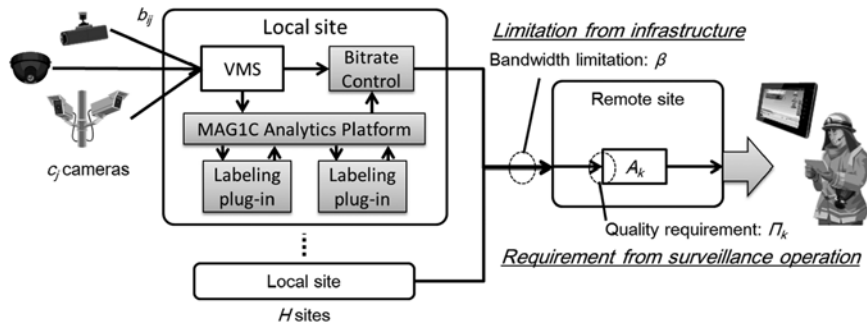 b_ij
Local site
VMS
Bitrate
Control
MAG1C Analytics Platform
Labeling
plug-in
Labeling
plug-in
c_j cameras
Local site
H sites
Limitation from infrastructure
Bandwidth limitation: β
Remote site
A_k
Quality requirement: Π_k
Requirement from surveillance operation